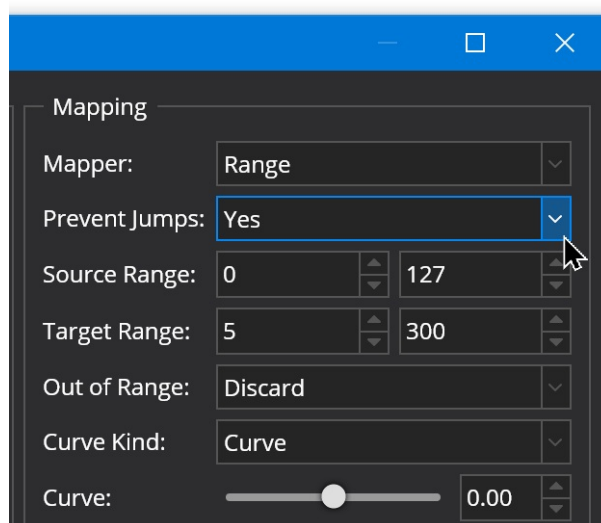 Mapping
Mapper: Range
Prevent Jumps: Yes
Source Range: 0 127
Target Range: 5 300
Out of Range: Discard
Curve Kind: Curve
Curve: 0.00